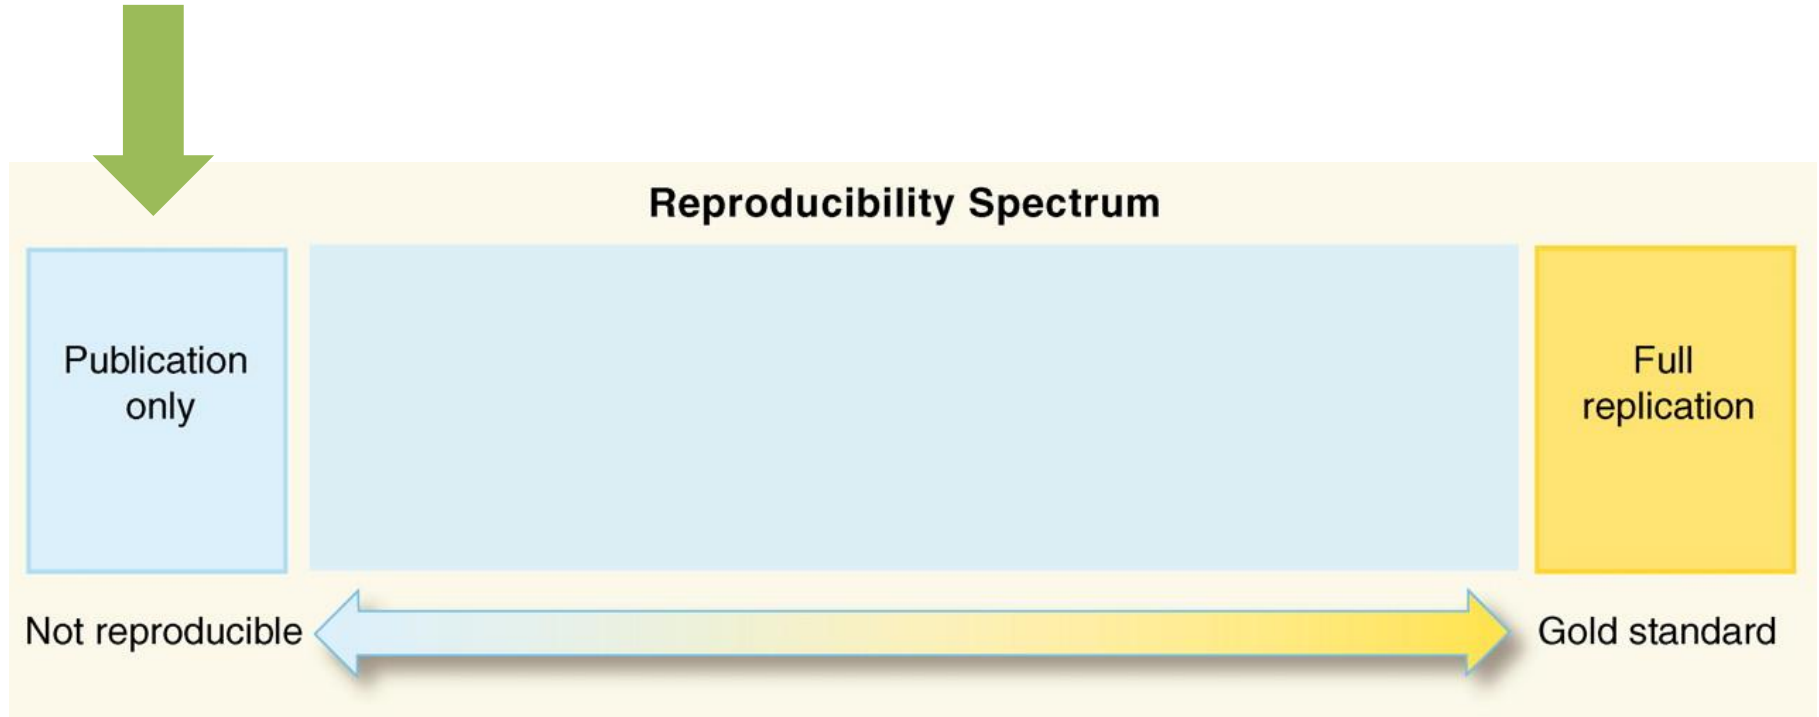 Reproducibility Spectrum
Publication
only
Full
replication
Not reproducible
Gold standard